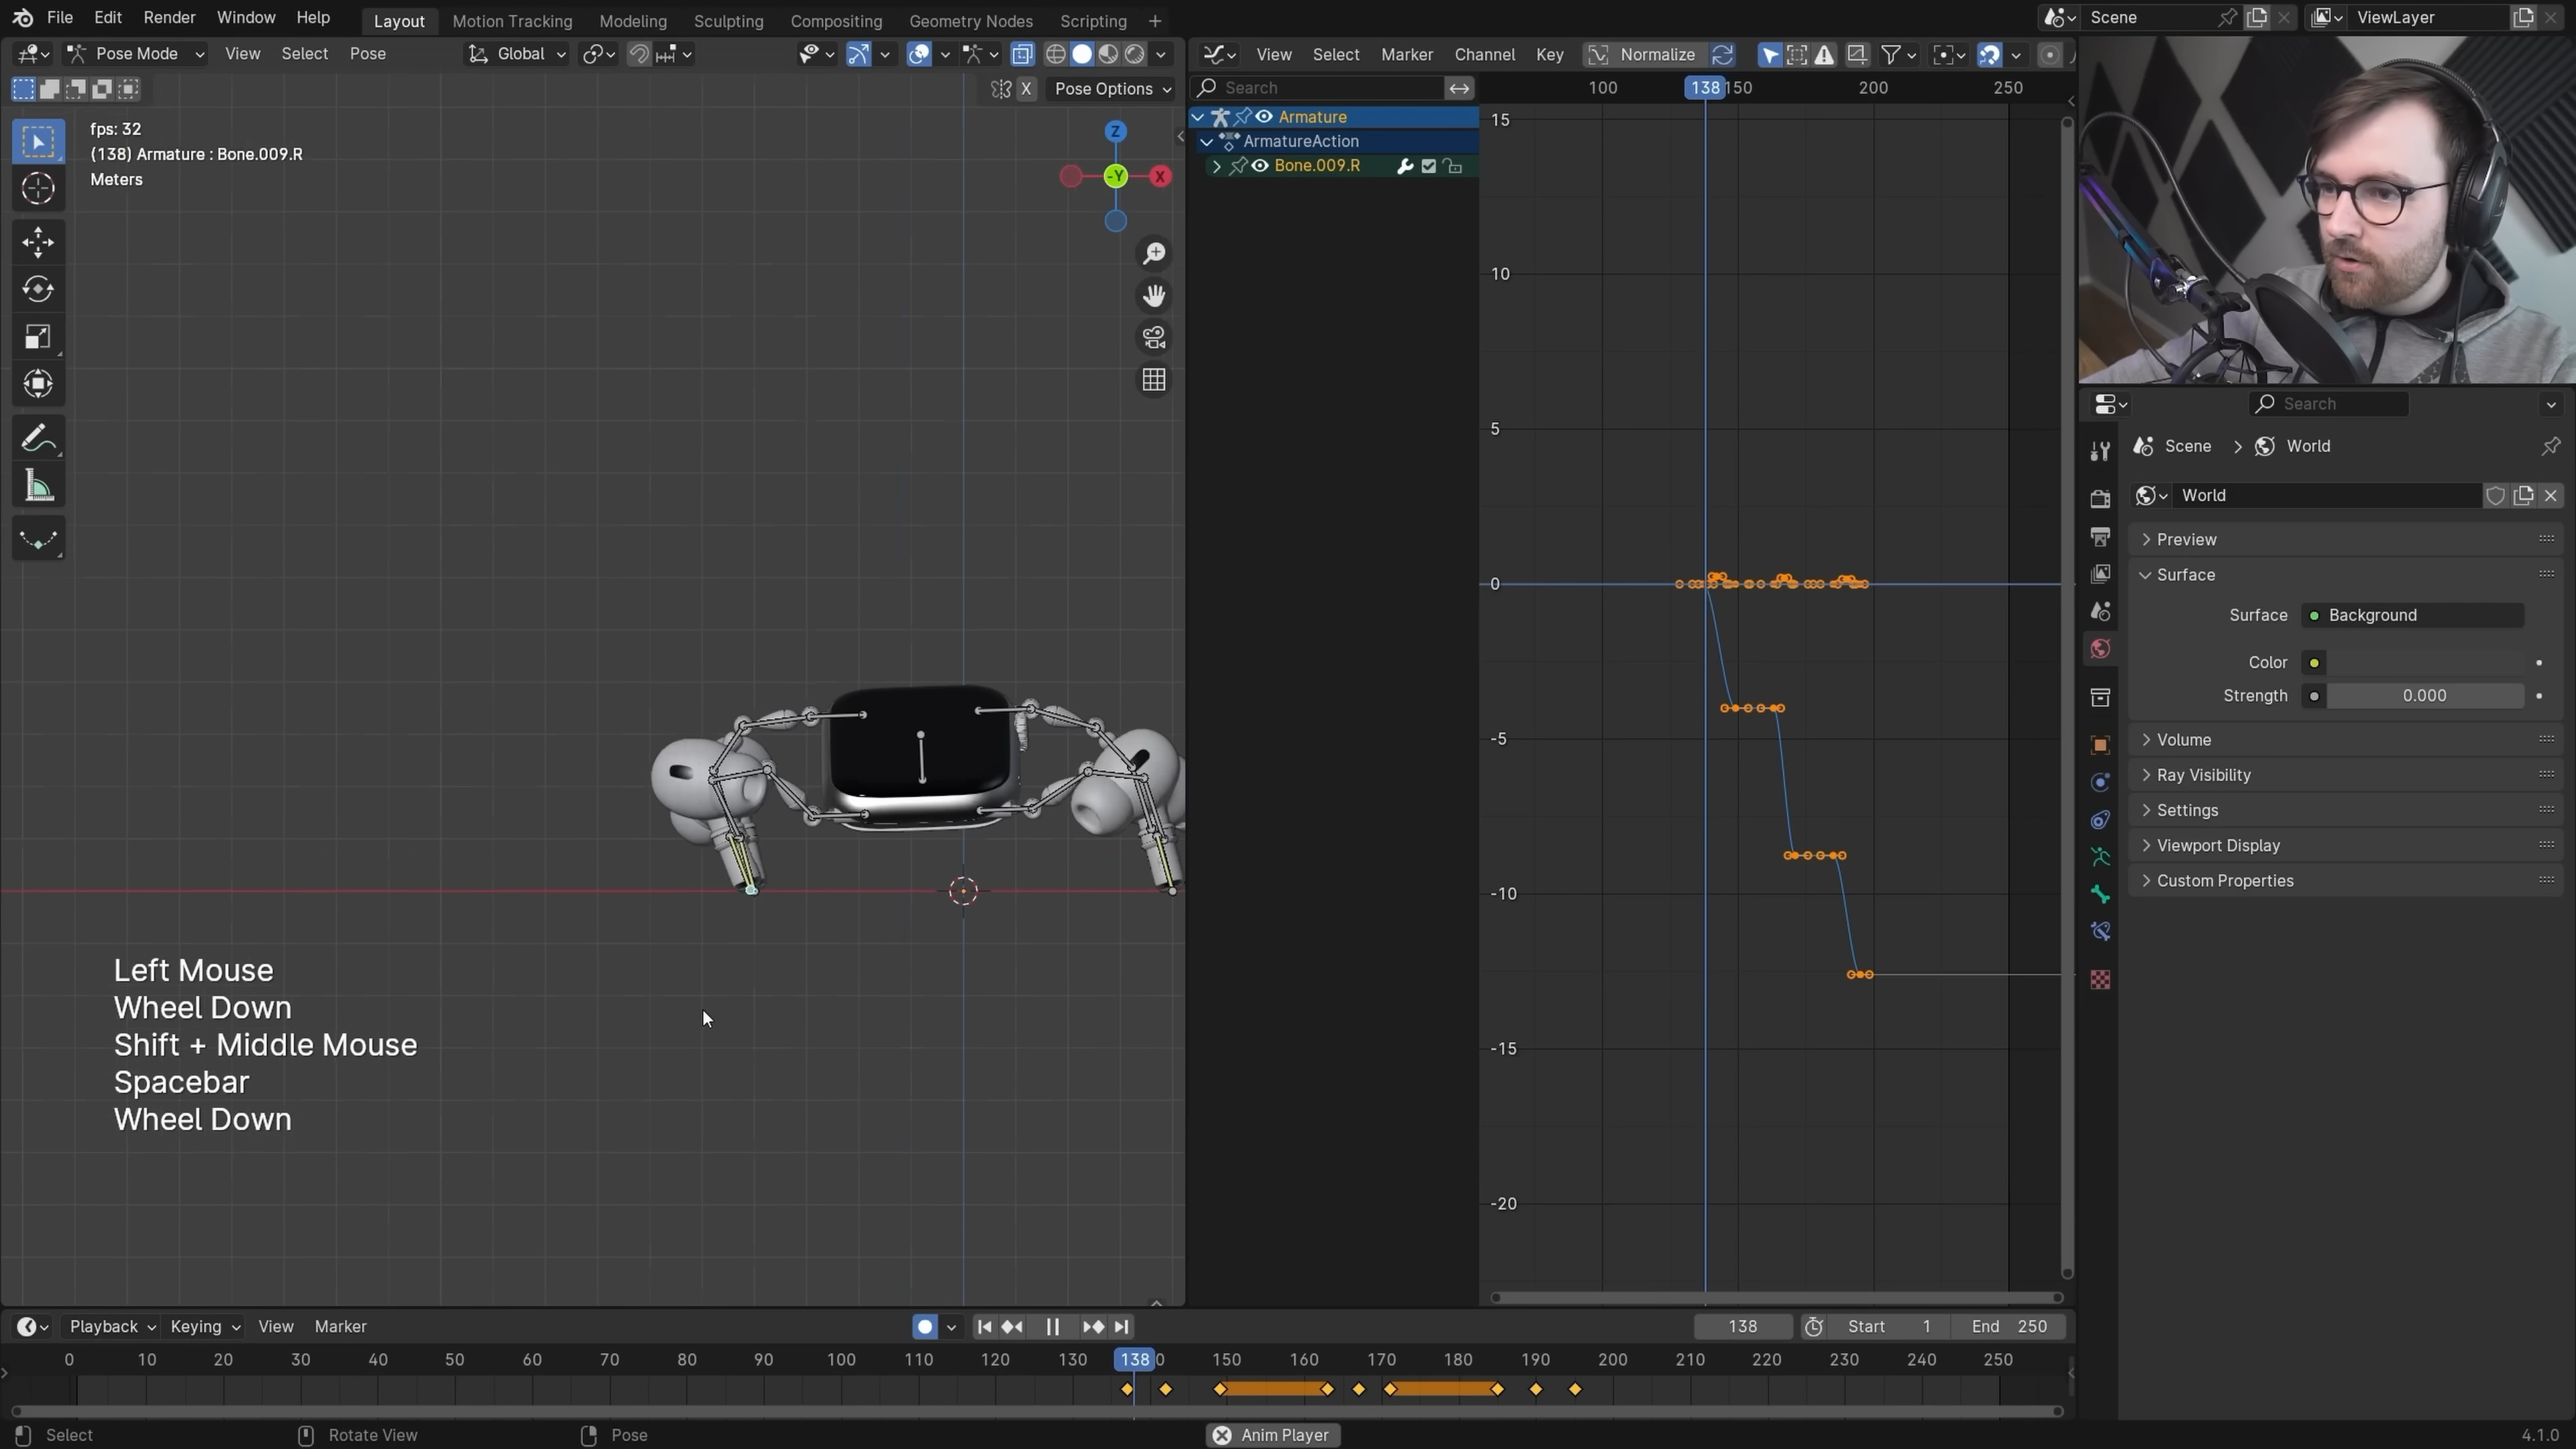 File Edit Render Window Help Layout Motion Tracking Modeling Sculpting Compositing Geometry Nodes Scripting + Scene ViewLayer
Pose Mode View Select Pose Global View Select Marker Channel Key Normalize
X Pose Options Search 100 138 150 200 250
fps: 32
(138) Armature : Bone.009.R
Meters
Z
-Y
X
Armature
ArmatureAction
Bone.009.R
15
10
5
0
-5
-10
-15
-20
Search
Scene > World
World
Preview
Surface
Surface Background
Color
Strength 0.000
Volume
Ray Visibility
Settings
Viewport Display
Custom Properties
Left Mouse
Wheel Down
Shift + Middle Mouse
Spacebar
Wheel Down
Playback Keying View Marker 138 Start 1 End 250
0 10 20 30 40 50 60 70 80 90 100 110 120 130 138 0 150 160 170 180 190 200 210 220 230 240 250
Select Rotate View Pose Anim Player 4.1.0